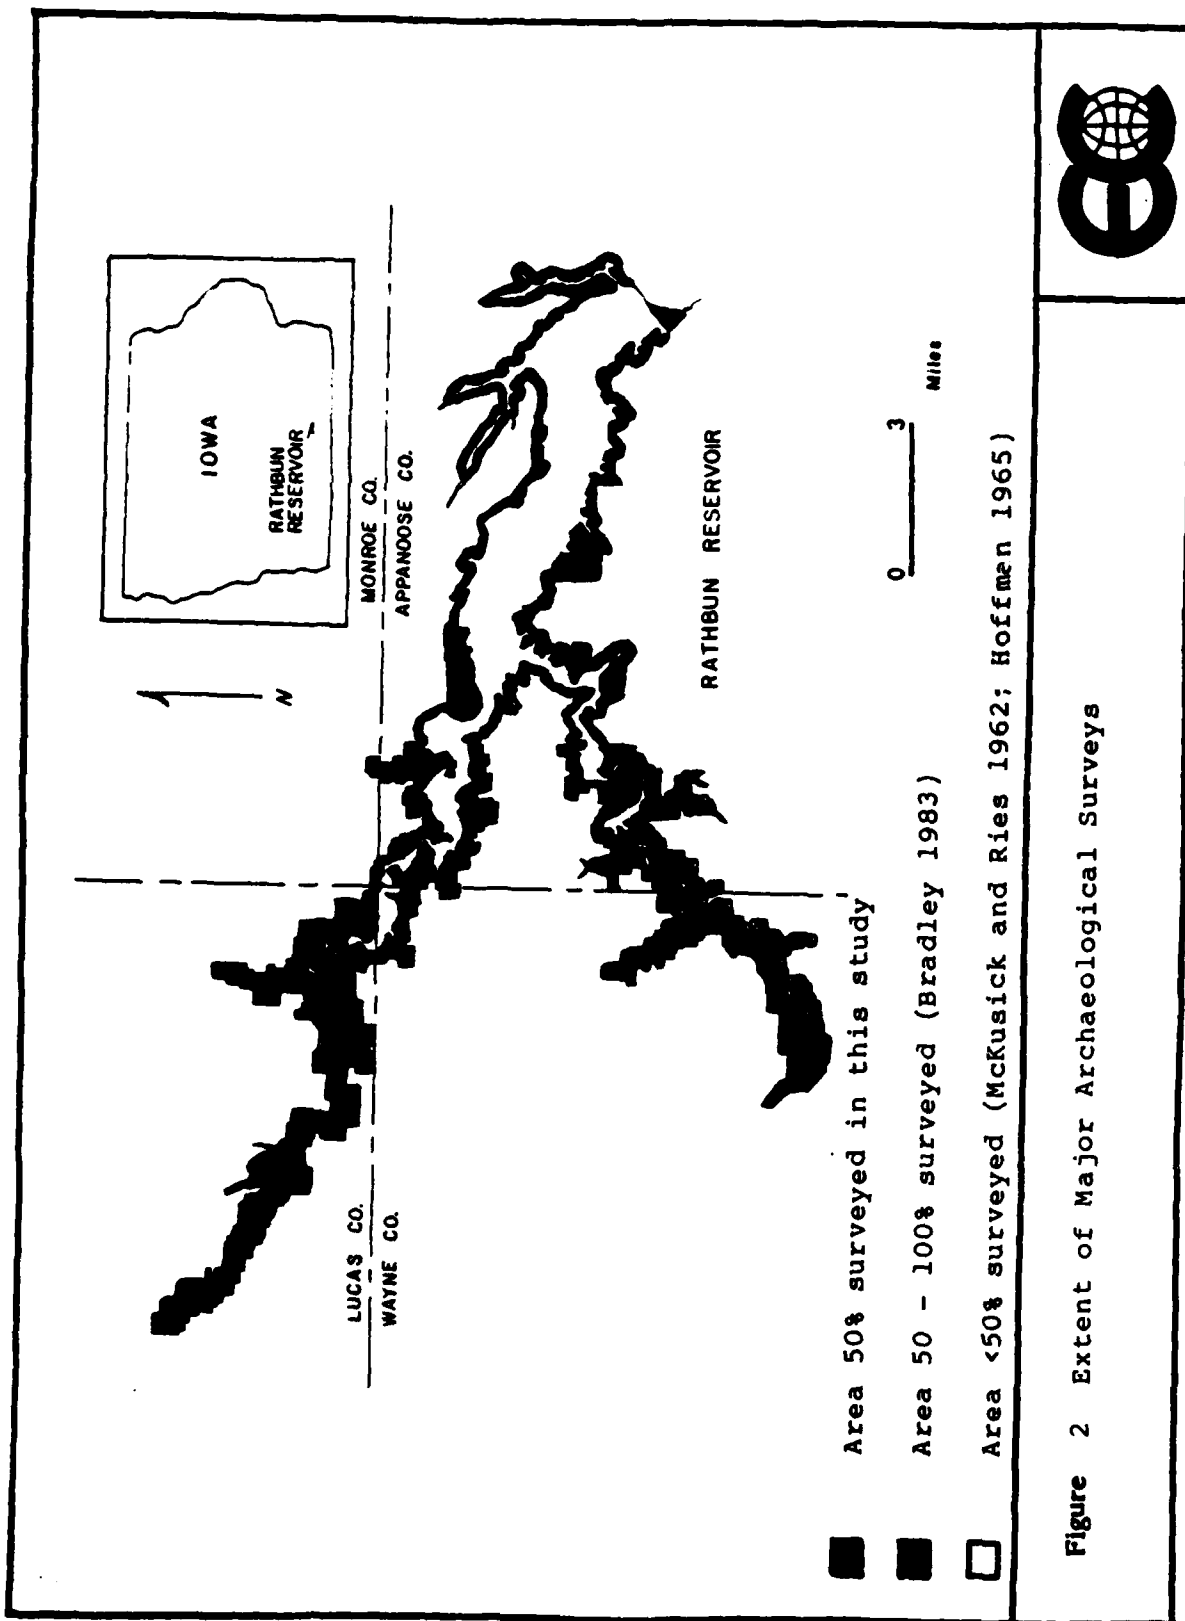 IOWA
RATHBUN
RESERVOIR
N
MONROE CO.
APPANOOSE CO.
LUCAS CO.
WAYNE CO.
RATHBUN RESERVOIR
0 3
Miles
Area 50% surveyed in this study
Area 50 - 100% surveyed (Bradley 1983)
Area <50% surveyed (McKusick and Ries 1962; Hoffman 1965)
Figure 2 Extent of Major Archaeological Surveys